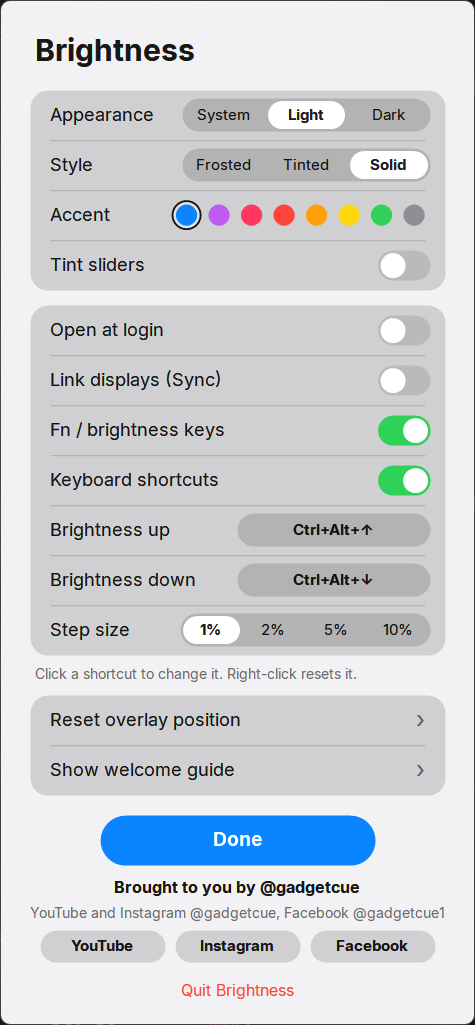 Brightness
Appearance System Light Dark
Style Frosted Tinted Solid
Accent
Tint sliders
Open at login
Link displays (Sync)
Fn / brightness keys
Keyboard shortcuts
Brightness up Ctrl+Alt+↑
Brightness down Ctrl+Alt+↓
Step size 1% 2% 5% 10%
Click a shortcut to change it. Right-click resets it.
Reset overlay position ›
Show welcome guide ›
Done
Brought to you by @gadgetcue
YouTube and Instagram @gadgetcue, Facebook @gadgetcue1
YouTube Instagram Facebook
Quit Brightness